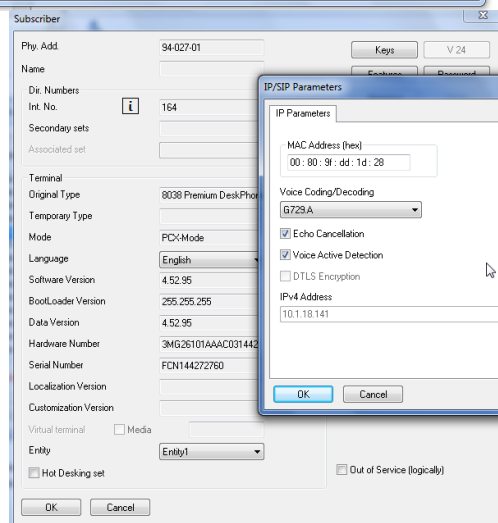 Subscriber
Phy. Add. 94-027-01 Keys V 24
Name
Dir. Numbers
Int. No. i 164
Secondary sets
Associated set
Terminal
Original Type 8038 Premium DeskPhon
Temporary Type
Mode PCX-Mode
Language English
Software Version 4.52.95
BootLoader Version 255.255.255
Data Version 4.52.95
Hardware Number 3MG26101AAAC031442
Serial Number FCN144272760
Localization Version
Customization Version
Virtual terminal Media
Entity Entity1
Hot Desking set
Out of Service (logically)
OK Cancel
IP/SIP Parameters
IP Parameters
MAC Address (hex)
00 : 80 : 9f : dd : 1d : 28
Voice Coding/Decoding
G729.A
Echo Cancellation
Voice Active Detection
DTLS Encryption
IPv4 Address
10.1.18.141
OK Cancel